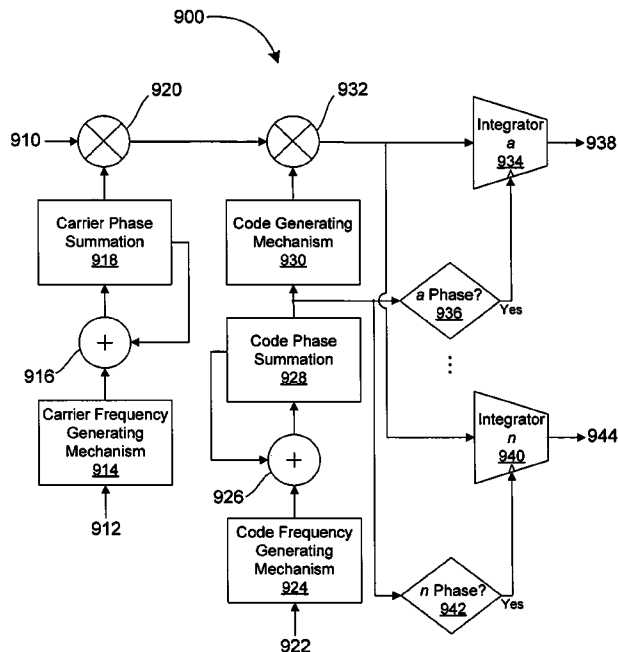 900
920
932
910
Integrator
a
934
938
Carrier Phase
Summation
918
Code Generating
Mechanism
930
a Phase?
936
Yes
916
+
Code Phase
Summation
928
Integrator
n
940
944
Carrier Frequency
Generating
Mechanism
914
926
+
912
Code Frequency
Generating
Mechanism
924
n Phase?
942
Yes
922